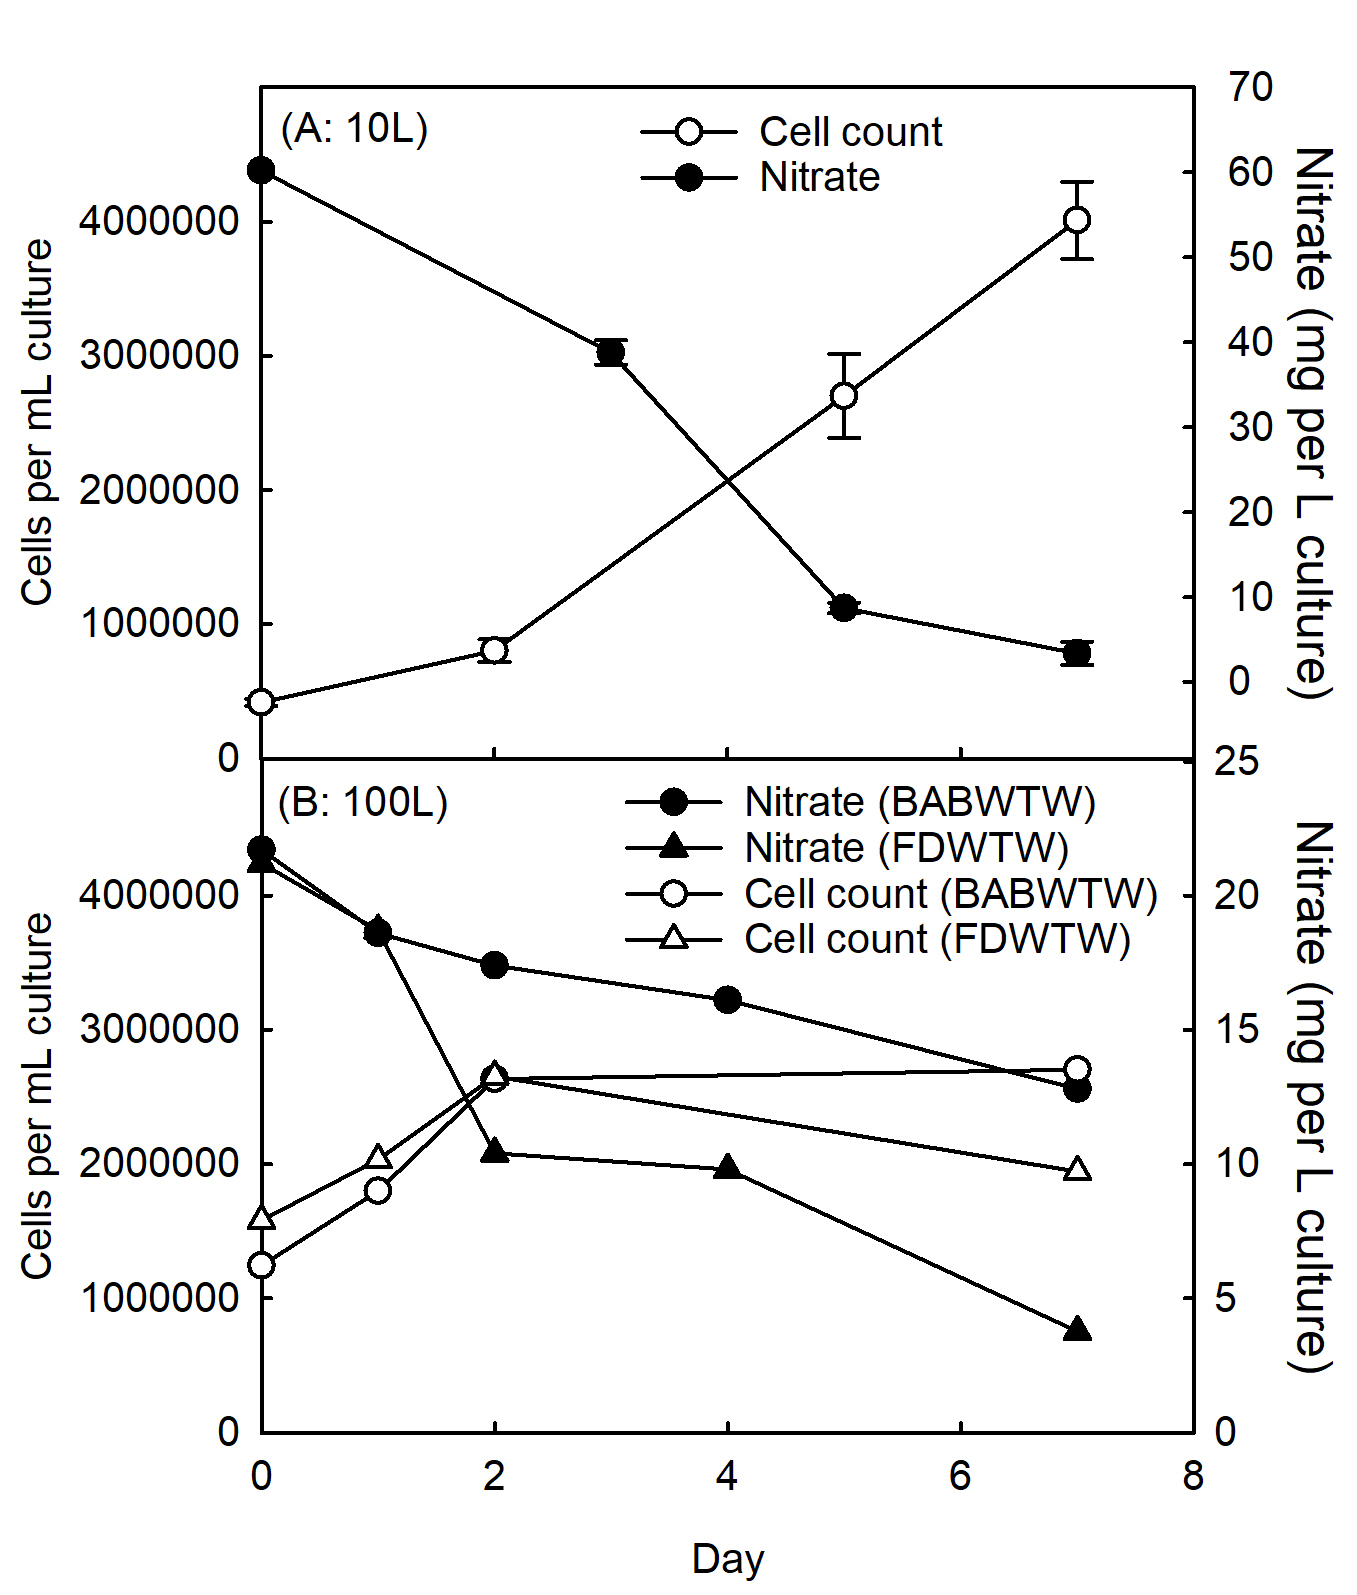 (A: 10L)
Cell count
Nitrate
4000000
3000000
2000000
1000000
0
Cells per mL culture
70
60
50
40
30
20
10
0
Nitrate (mg per L culture)
(B: 100L)
Nitrate (BABWTW)
Nitrate (FDWTW)
Cell count (BABWTW)
Cell count (FDWTW)
4000000
3000000
2000000
1000000
0
Cells per mL culture
25
20
15
10
5
0
Nitrate (mg per L culture)
0 2 4 6 8
Day